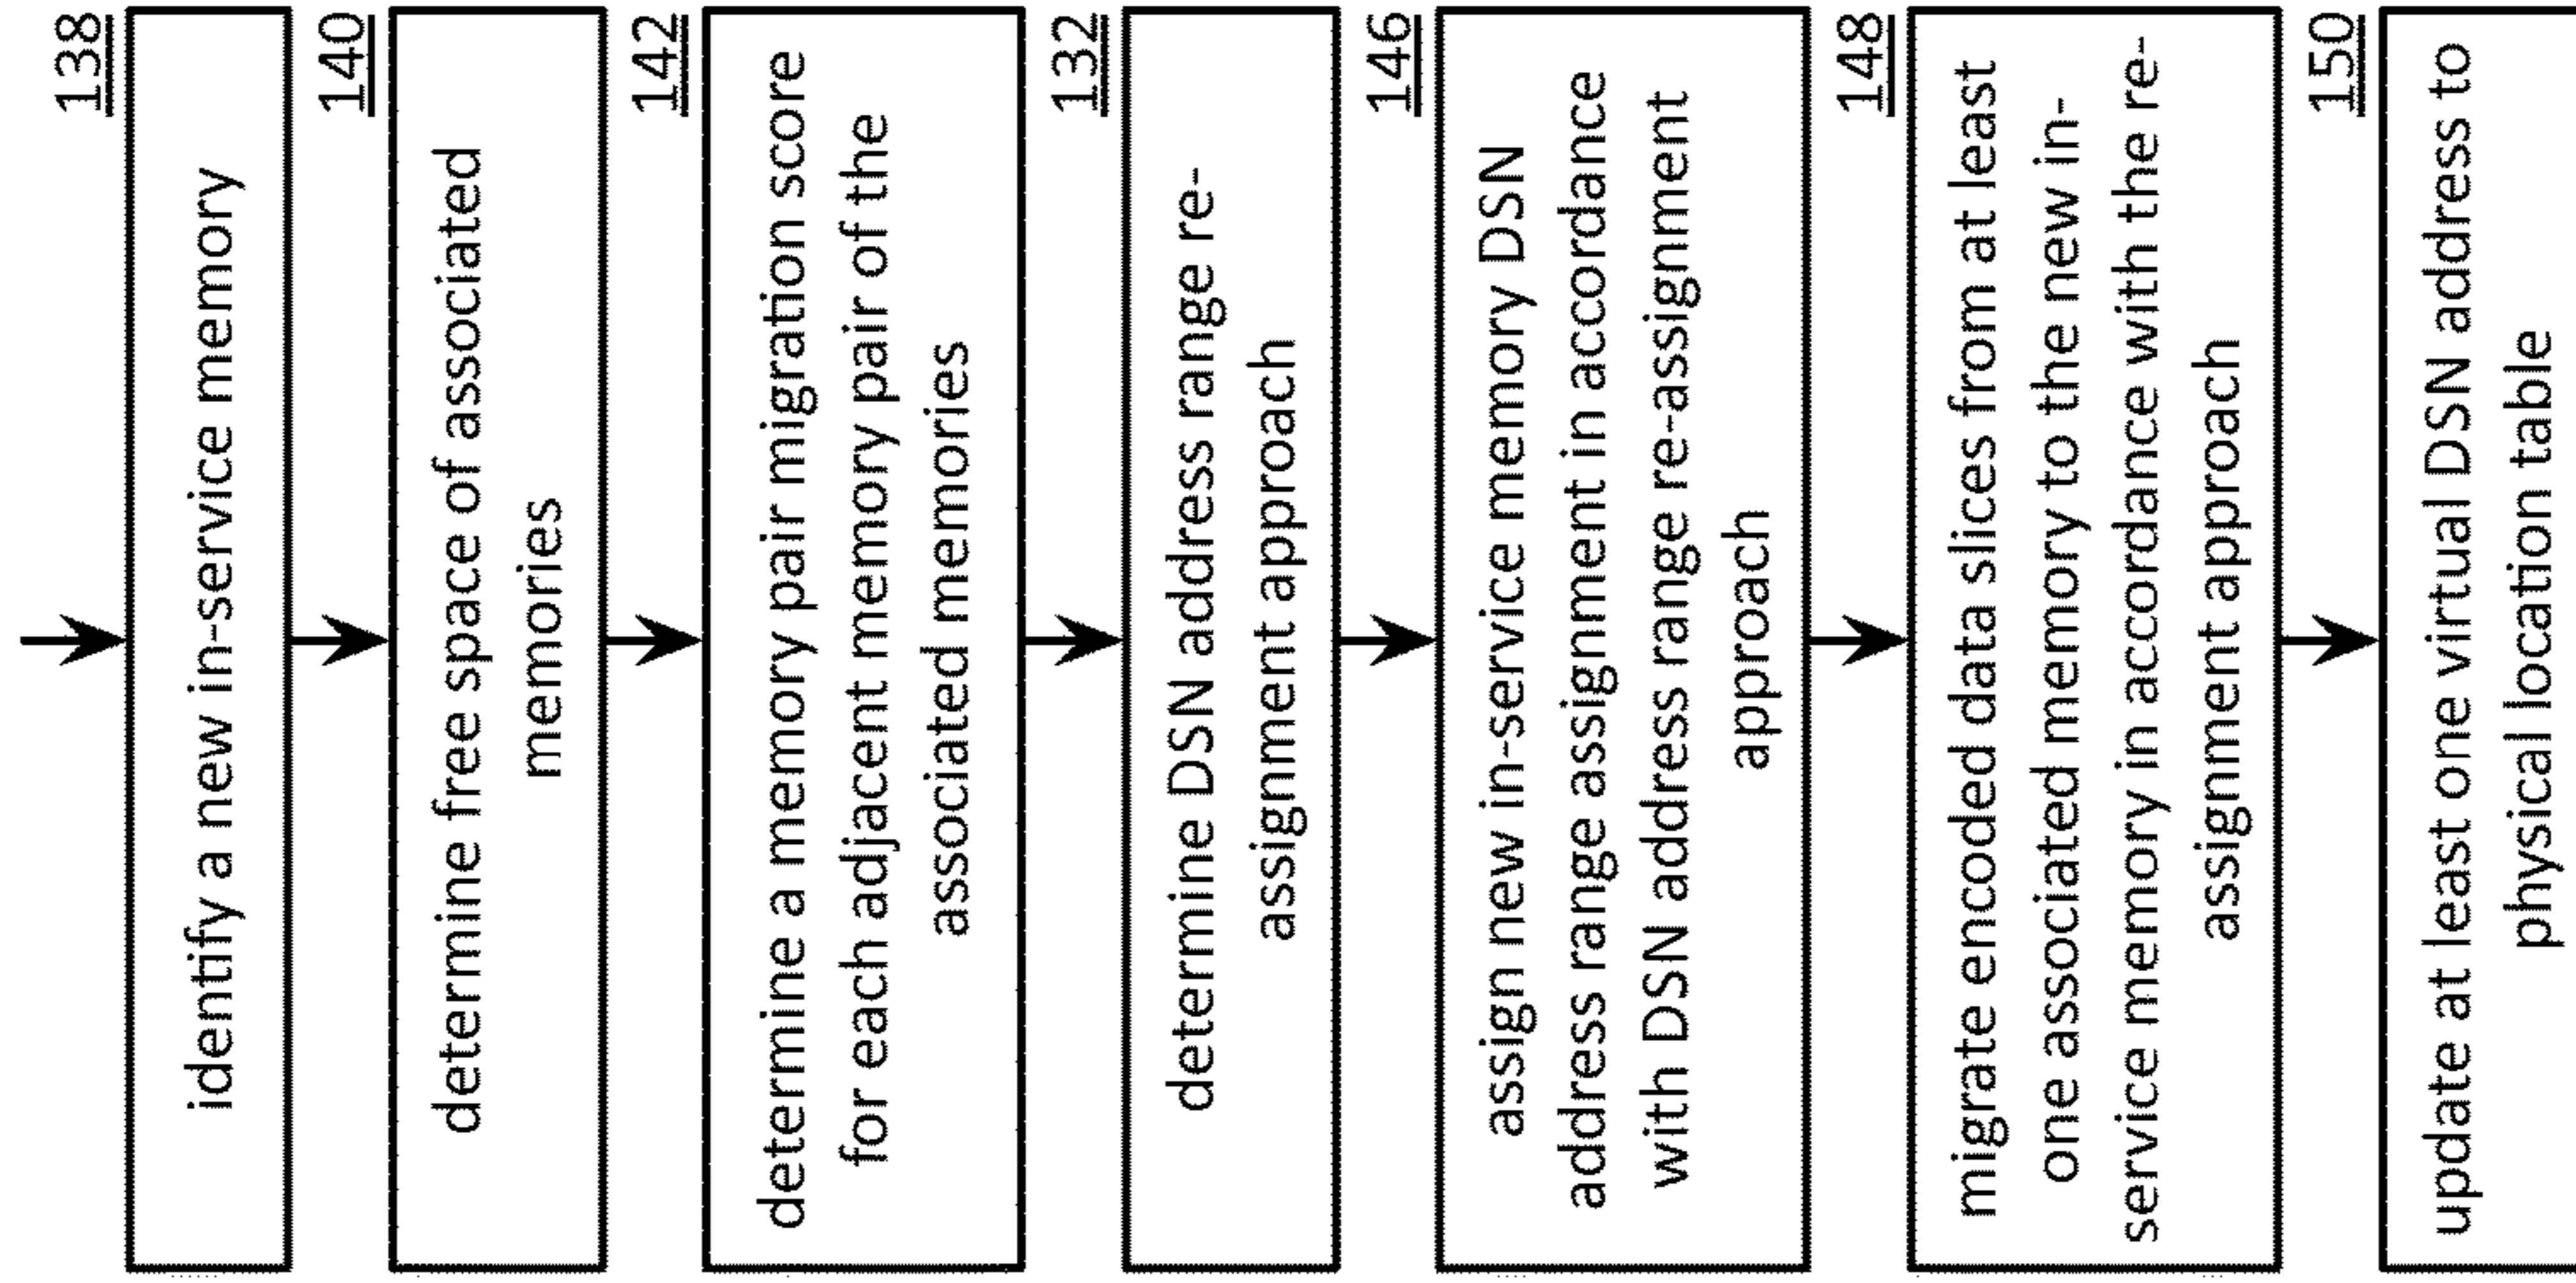 138
identify a new in-service memory
140
determine free space of associated
memories
142
determine a memory pair migration score
for each adjacent memory pair of the
associated memories
132
determine DSN address range re-
assignment approach
146
assign new in-service memory DSN
address range assignment in accordance
with DSN address range re-assignment
approach
148
migrate encoded data slices from at least
one associated memory to the new in-
service memory in accordance with the re-
assignment approach
150
update at least one virtual DSN address to
physical location table